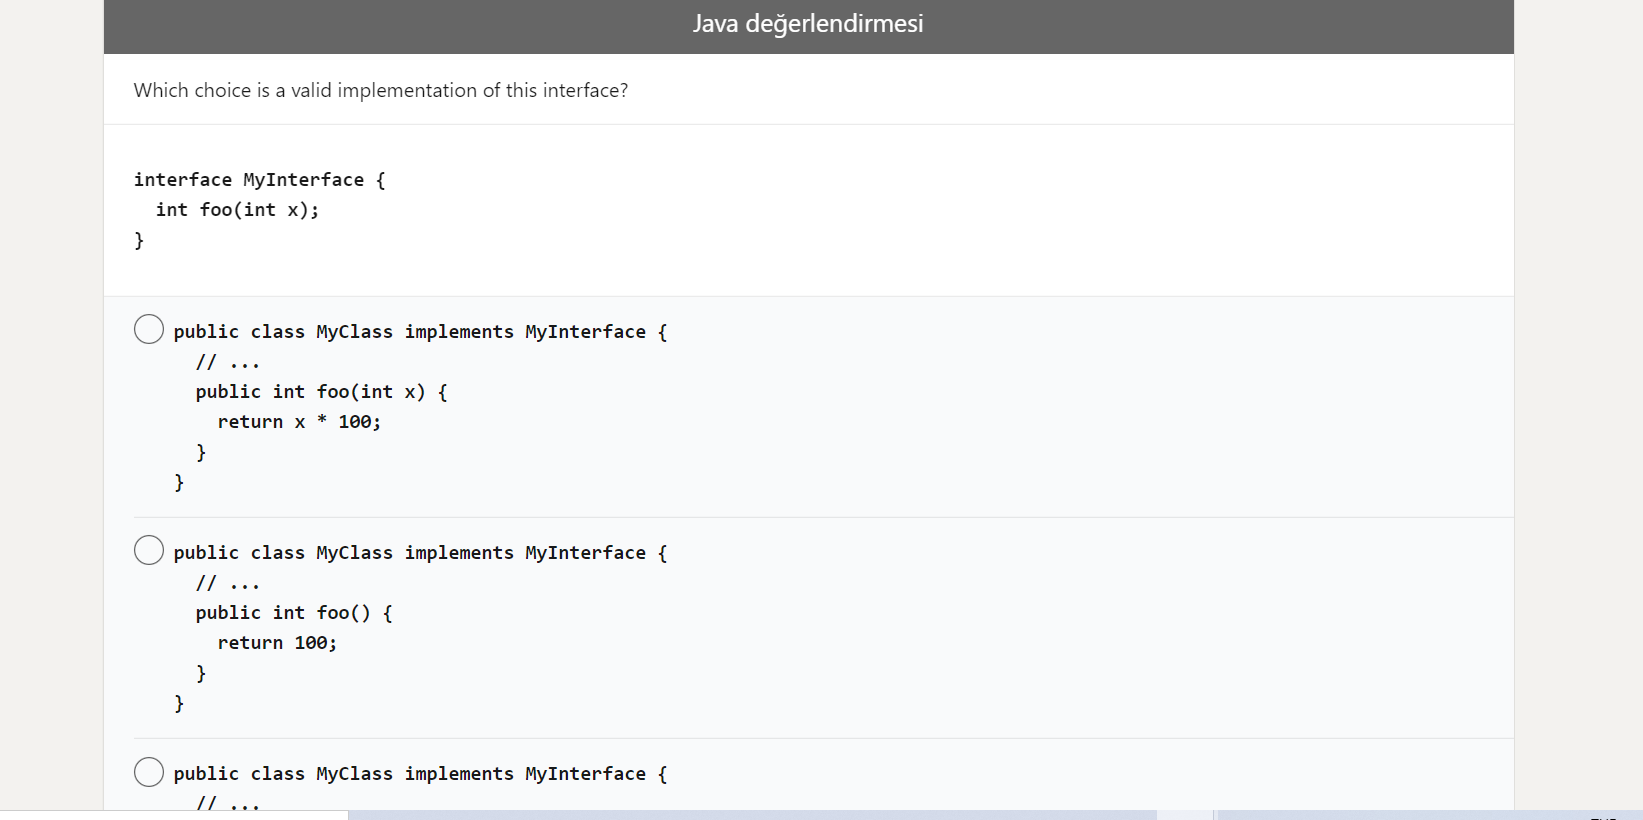 Java değerlendirmesi
Which choice is a valid implementation of this interface?
interface MyInterface {
  int foo(int x);
}
public class MyClass implements MyInterface {
  // ...
  public int foo(int x) {
    return x * 100;
  }
}
public class MyClass implements MyInterface {
  // ...
  public int foo() {
    return 100;
  }
}
public class MyClass implements MyInterface {
  // ...